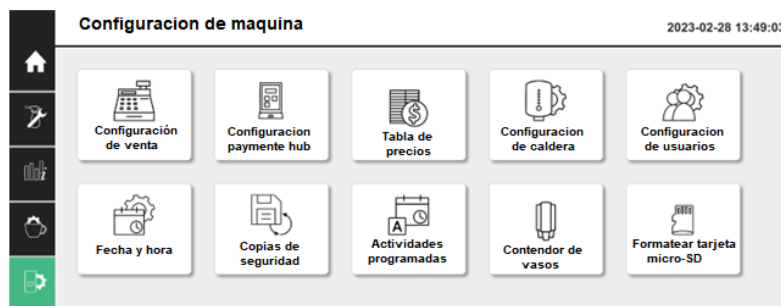 Configuracion de maquina
2023-02-28 13:49:03
Configuración
de venta
Configuracion
paymente hub
Tabla de
precios
Configuracion
de caldera
Configuracion
de usuarios
Fecha y hora
Copias de
seguridad
A
Actividades
programadas
Contendor de
vasos
Formatear tarjeta
micro-SD